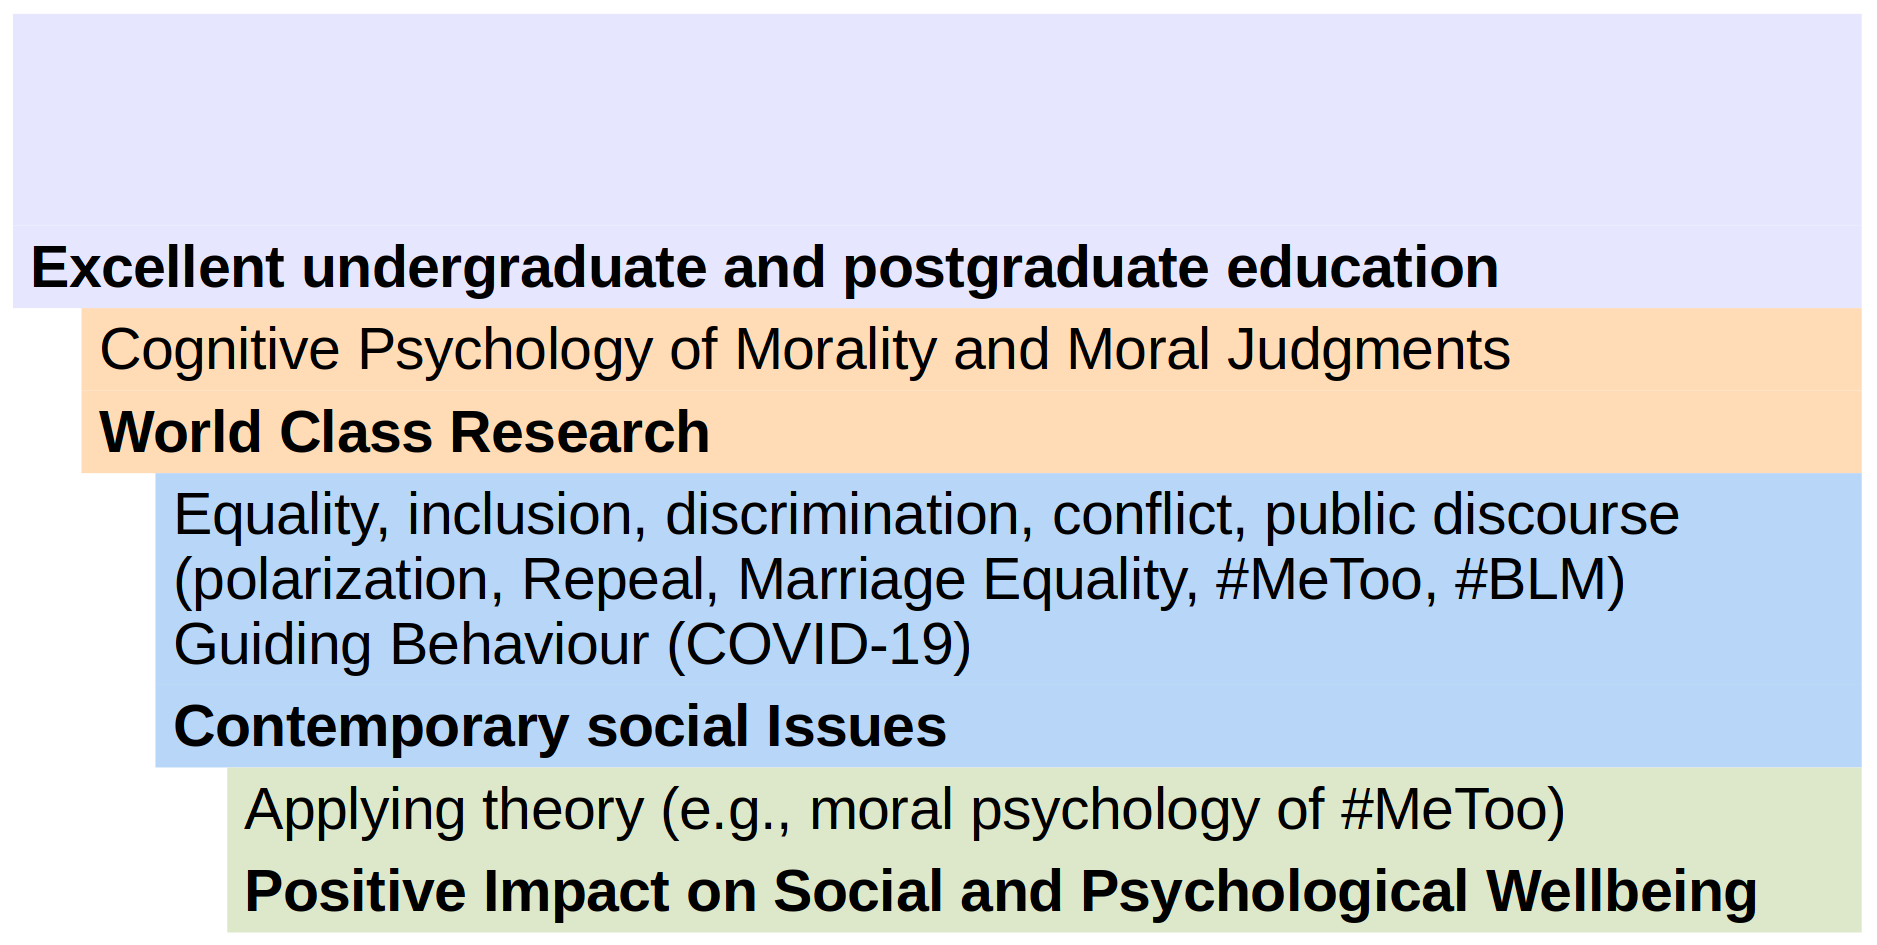 Excellent undergraduate and postgraduate education
Cognitive Psychology of Morality and Moral Judgments
World Class Research
Equality, inclusion, discrimination, conflict, public discourse
(polarization, Repeal, Marriage Equality, #MeToo, #BLM)
Guiding Behaviour (COVID-19)
Contemporary social Issues
Applying theory (e.g., moral psychology of #MeToo)
Positive Impact on Social and Psychological Wellbeing